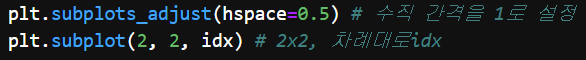 plt.subplots_adjust(hspace=0.5) # 수직 간격을 1로 설정
plt.subplot(2, 2, idx) # 2x2, 차례대로idx